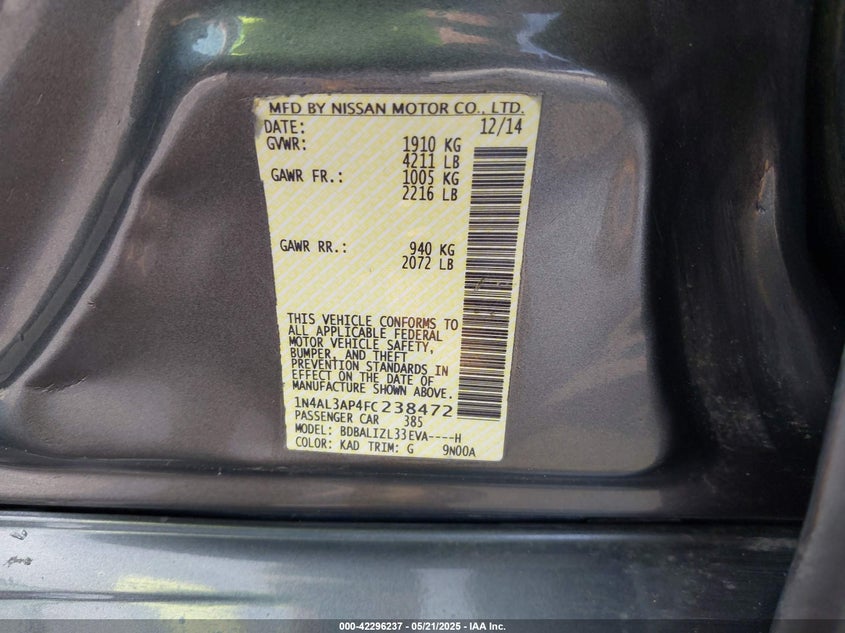 MFD BY NISSAN MOTOR CO., LTD.
DATE: 12/14
GVWR: 1910 KG
4211 LB
GAWR FR.: 1005 KG
2216 LB
GAWR RR.: 940 KG
2072 LB
THIS VEHICLE CONFORMS TO
ALL APPLICABLE FEDERAL
MOTOR VEHICLE SAFETY,
BUMPER, AND THEFT
PREVENTION STANDARDS IN
EFFECT ON THE DATE OF
MANUFACTURE SHOWN ABOVE.
1N4AL3AP4FC238472
PASSENGER CAR 385
MODEL: BDBALIZL33EVA----H
COLOR: KAD TRIM: G 9N00A
000-42296237 - 05/21/2025 - IAA Inc.